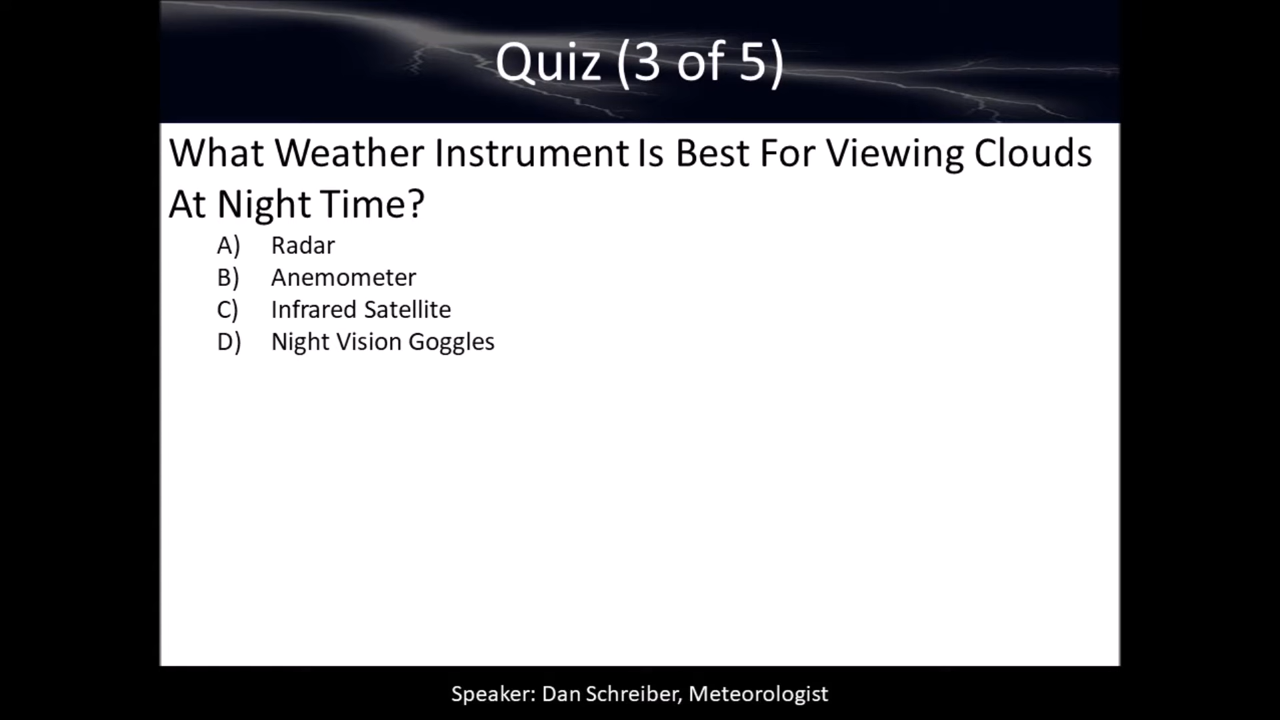 Quiz (3 of 5)
What Weather Instrument Is Best For Viewing Clouds
At Night Time?
A) Radar
B) Anemometer
C) Infrared Satellite
D) Night Vision Goggles
Speaker: Dan Schreiber, Meteorologist